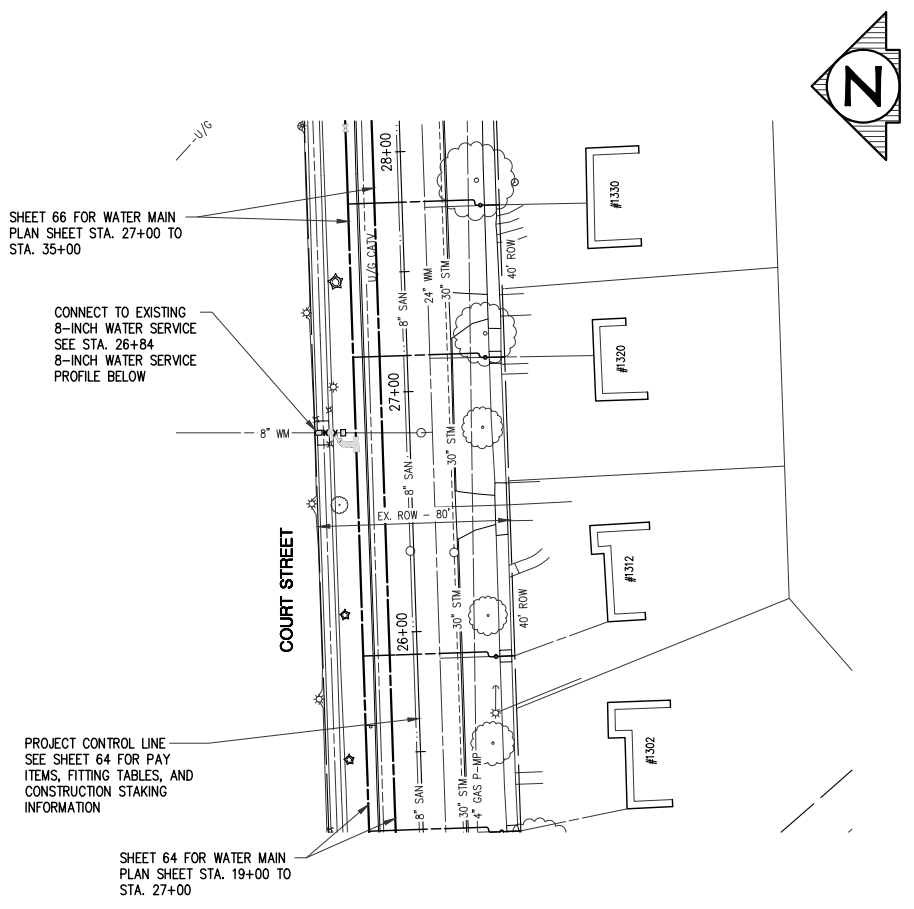 N
-U/G
28+00
SHEET 66 FOR WATER MAIN
PLAN SHEET STA. 27+00 TO
STA. 35+00
#1330
U/G CATV
8" SAN
24" WM
30" STM
40' ROW
CONNECT TO EXISTING
8-INCH WATER SERVICE
SEE STA. 26+84
8-INCH WATER SERVICE
PROFILE BELOW
#1320
27+00
8" WM
30" STM
8" SAN
EX. ROW - 80'
COURT STREET
#1312
30" STM
40' ROW
26+00
PROJECT CONTROL LINE
SEE SHEET 64 FOR PAY
ITEMS, FITTING TABLES, AND
CONSTRUCTION STAKING
INFORMATION
#1302
8" SAN
30" STM
4" GAS P-MP
SHEET 64 FOR WATER MAIN
PLAN SHEET STA. 19+00 TO
STA. 27+00